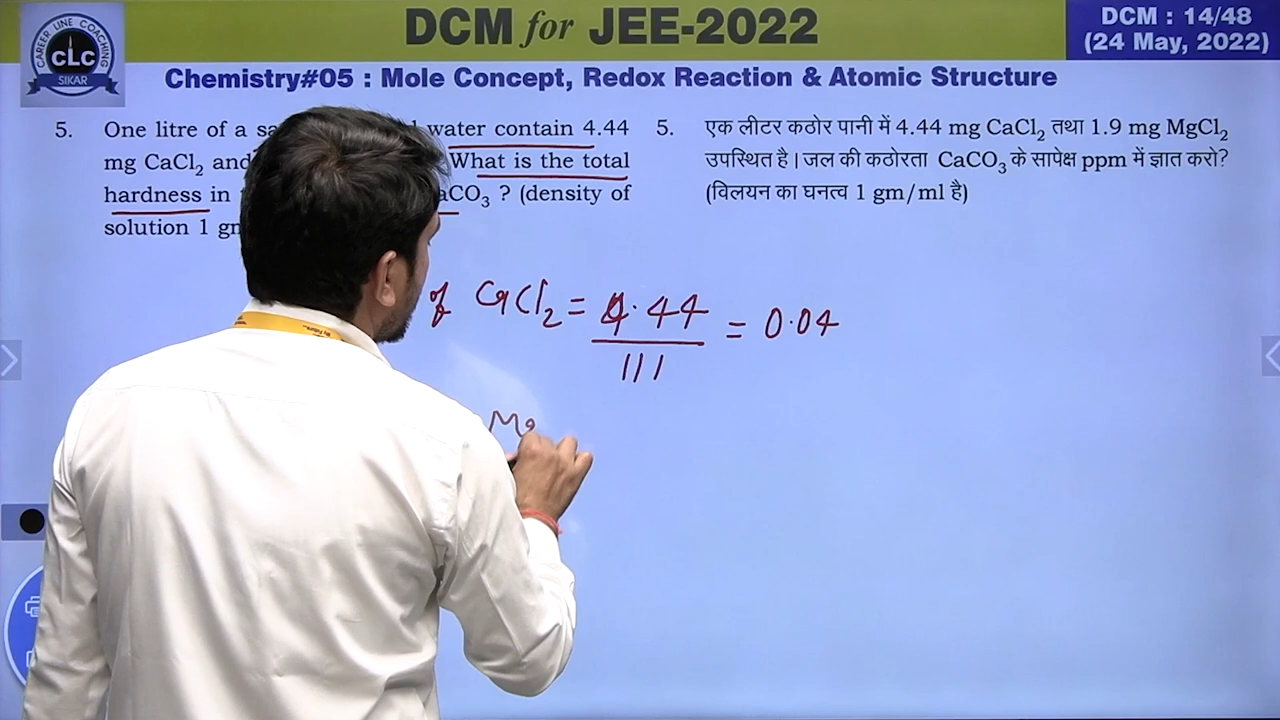 DCM for JEE-2022
DCM : 14/48
(24 May, 2022)
CAREER LINE COACHING
CLC
SIKAR
Chemistry#05 : Mole Concept, Redox Reaction & Atomic Structure
5. One litre of a water contain 4.44
mg CaCl₂ and What is the total
hardness in CO₃ ? (density of
solution 1
5. एक लीटर कठोर पानी में 4.44 mg CaCl₂ तथा 1.9 mg MgCl₂
उपस्थित है। जल की कठोरता CaCO₃ के सापेक्ष ppm में ज्ञात करो?
(विलयन का घनत्व 1 gm/ml है)
of CaCl₂ = 4.44 / 111 = 0.04
Mg